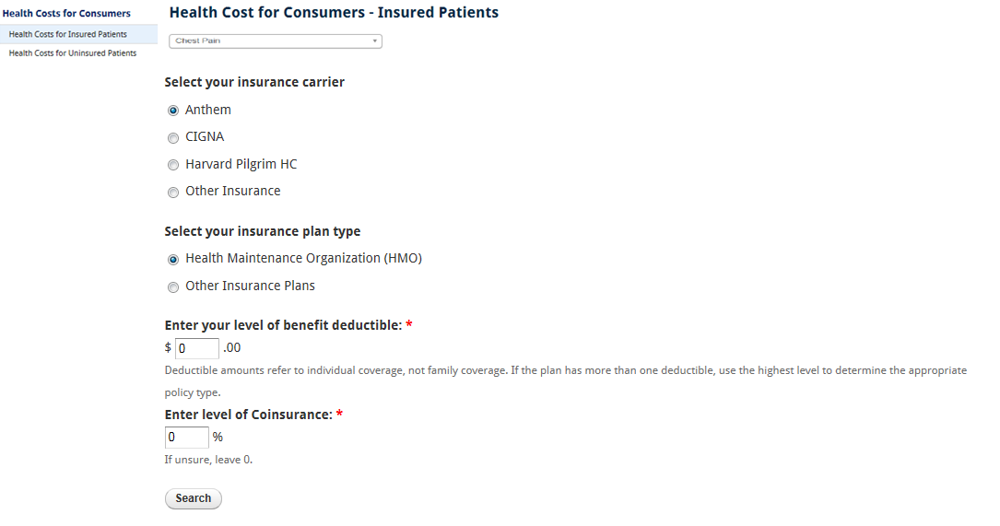 Health Costs for Consumers
Health Costs for Insured Patients
Health Costs for Uninsured Patients
Health Cost for Consumers - Insured Patients
Chest Pain
Select your insurance carrier
Anthem
CIGNA
Harvard Pilgrim HC
Other Insurance
Select your insurance plan type
Health Maintenance Organization (HMO)
Other Insurance Plans
Enter your level of benefit deductible: *
$ 0 .00
Deductible amounts refer to individual coverage, not family coverage. If the plan has more than one deductible, use the highest level to determine the appropriate
policy type.
Enter level of Coinsurance: *
0 %
If unsure, leave 0.
Search